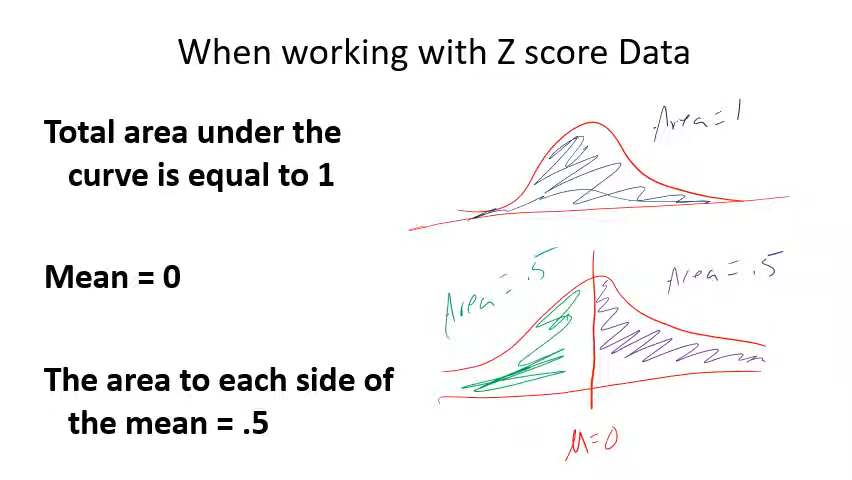 When working with Z score Data
Total area under the
curve is equal to 1
Area = 1
Mean = 0
Area = .5
Area = .5
The area to each side of
the mean = .5
μ=0